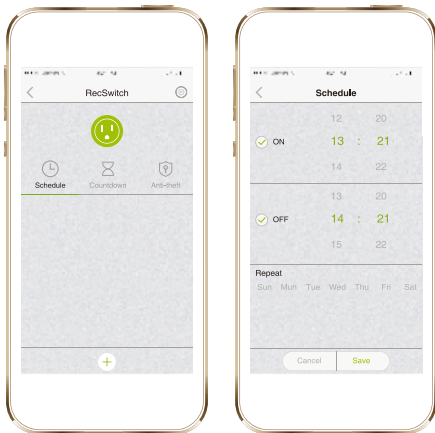 RecSwitch
Schedule Countdown Anti-theft
Schedule
12 20
ON 13 : 21
14 22
13 20
OFF 14 : 21
15 22
Repeat
Sun Mun Tue Wed Thu Fri Sat
Cancel Save